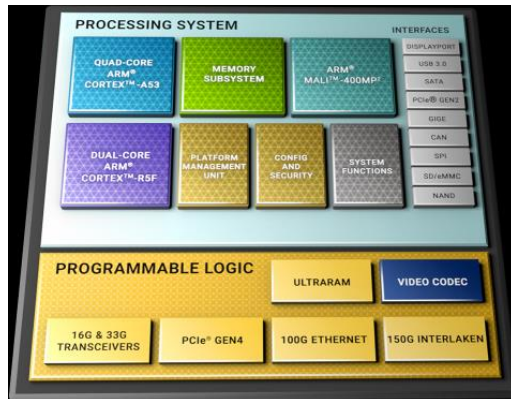 PROCESSING SYSTEM
INTERFACES
QUAD-CORE
ARM®
CORTEX™-A53
MEMORY
SUBSYSTEM
ARM®
MALI™-400MP2
DISPLAYPORT
USB 3.0
SATA
PCIe® GEN2
GIGE
CAN
SPI
SD/eMMC
NAND
DUAL-CORE
ARM®
CORTEX™-R5F
PLATFORM
MANAGEMENT
UNIT
CONFIG
AND
SECURITY
SYSTEM
FUNCTIONS
PROGRAMMABLE LOGIC
ULTRARAM
VIDEO CODEC
16G & 33G
TRANSCEIVERS
PCIe® GEN4
100G ETHERNET
150G INTERLAKEN